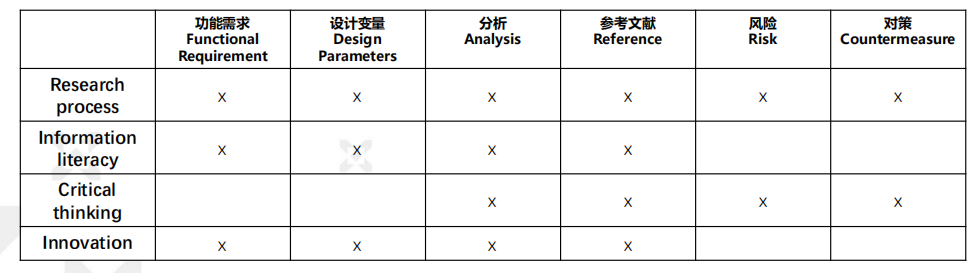 功能需求 设计变量 分析 参考文献 风险 对策
Functional Design Analysis Reference Risk Countermeasure
Requirement Parameters
Research
process X X X X X X
Information
literacy X X X X
Critical
thinking X X X X
Innovation X X X X